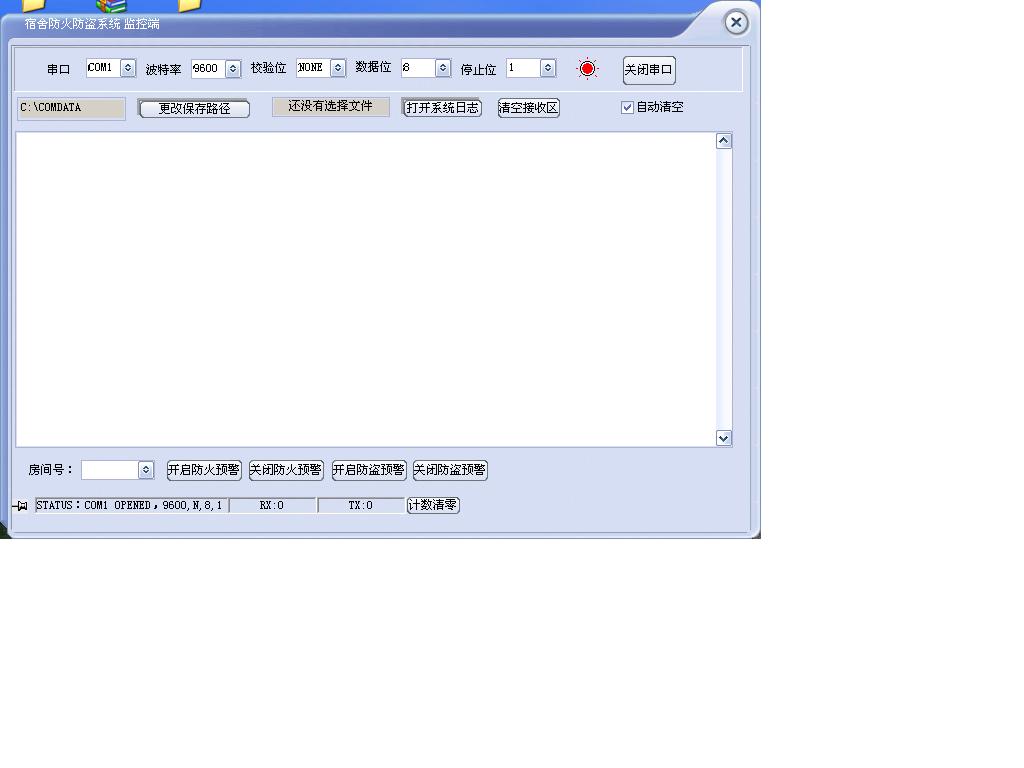 宿舍防火防盗系统 监控端
串口 COM1 波特率 9600 校验位 NONE 数据位 8 停止位 1 关闭串口
C:\COMDATA 更改保存路径 还没有选择文件 打开系统日志 清空接收区 自动清空
房间号： 开启防火预警 关闭防火预警 开启防盗预警 关闭防盗预警
STATUS：COM1 OPENED，9600,N,8,1 RX:0 TX:0 计数清零